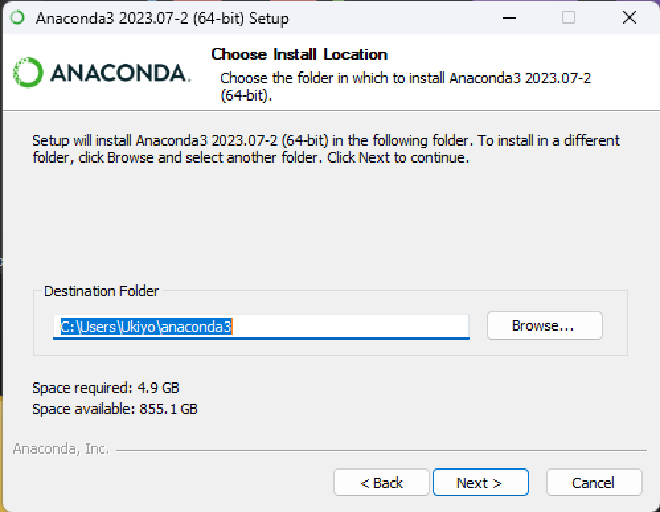 Anaconda3 2023.07-2 (64-bit) Setup
ANACONDA.
Choose Install Location
Choose the folder in which to install Anaconda3 2023.07-2
(64-bit).
Setup will install Anaconda3 2023.07-2 (64-bit) in the following folder. To install in a different
folder, click Browse and select another folder. Click Next to continue.
Destination Folder
C:\Users\Ukiyo\anaconda3
Browse...
Space required: 4.9 GB
Space available: 855.1 GB
Anaconda, Inc.
< Back
Next >
Cancel